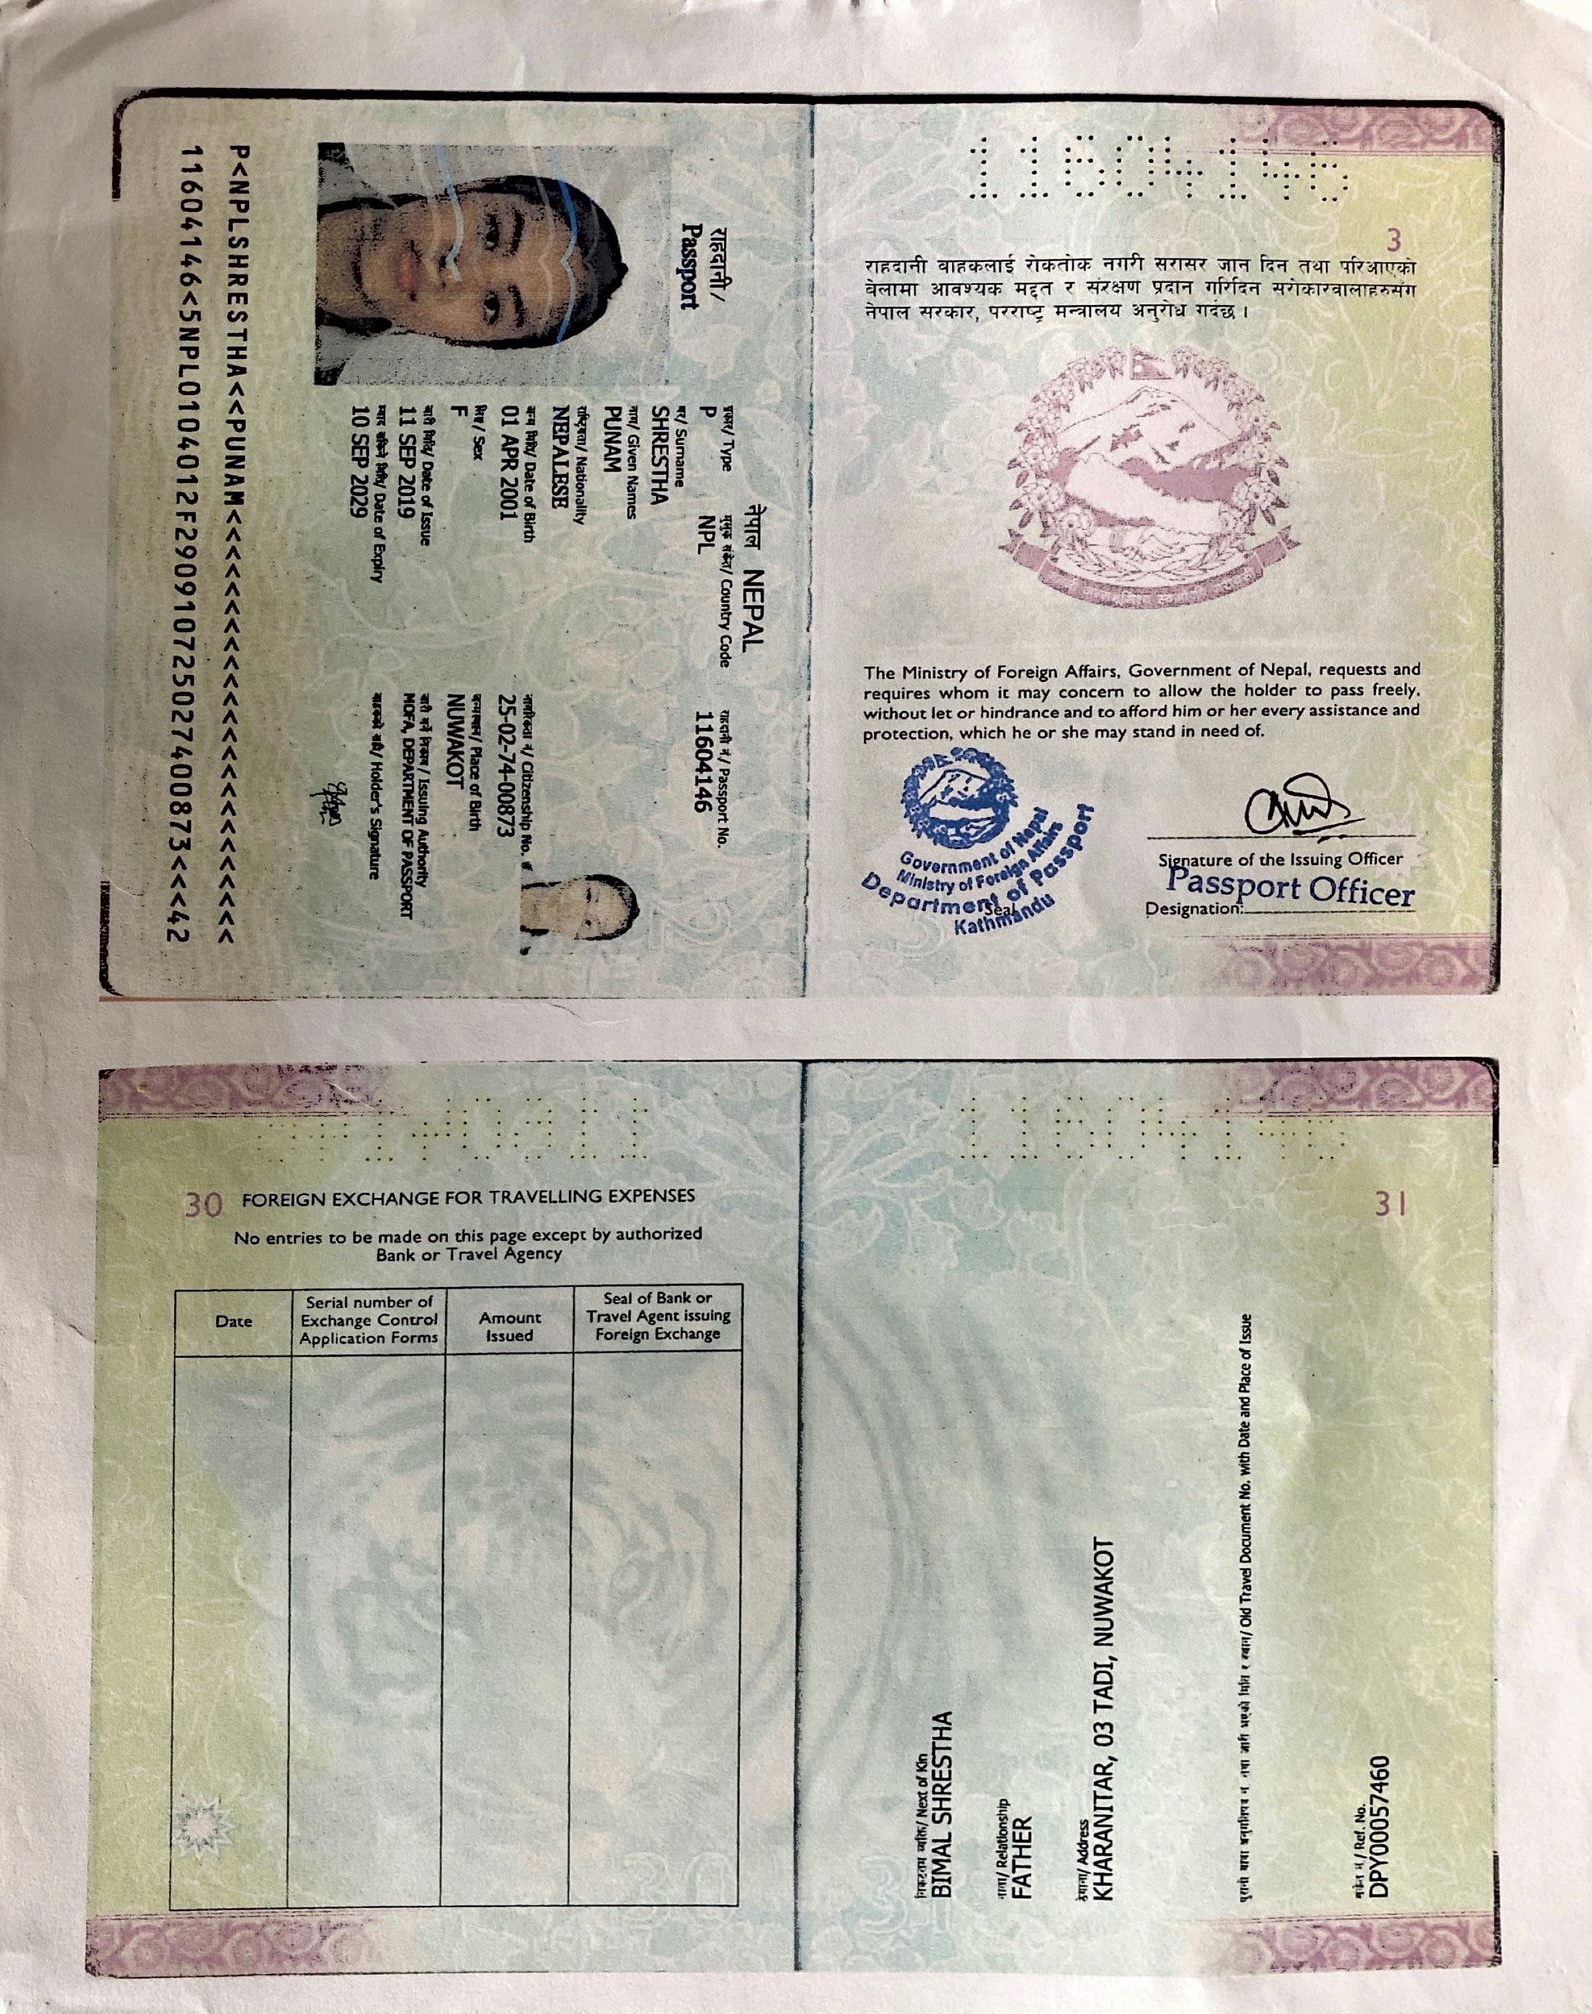 11604146
3
राहदानी वाहकलाई रोकतोक नगरी सरासर जान दिन तथा परिआएको
बेलामा आवश्यक मद्दत र संरक्षण प्रदान गरिदिन सरोकारवालाहरुसँग
नेपाल सरकार, परराष्ट्र मन्त्रालय अनुरोध गर्दछ ।
The Ministry of Foreign Affairs, Government of Nepal, requests and
requires whom it may concern to allow the holder to pass freely,
without let or hindrance and to afford him or her every assistance and
protection, which he or she may stand in need of.
Government of Nepal
Ministry of Foreign Affairs
Department of Passport
Kathmandu
Seal
Signature of the Issuing Officer
Passport Officer
Designation:
राहदानी/
Passport
नेपाल NEPAL
प्रकार/ Type
P
मुलुक संकेत/ Country Code
NPL
राहदानी नं/ Passport No.
11604146
थर/ Surname
SHRESTHA
नाम/ Given Names
PUNAM
राष्ट्रियता/ Nationality
NEPALESE
जन्म मिति/ Date of Birth
01 APR 2001
नागरिकता नं/ Citizenship No.
25-02-74-00873
लिङ्ग/ Sex
F
जन्मस्थान/ Place of Birth
NUWAKOT
जारी मिति/ Date of Issue
11 SEP 2019
जारी गर्ने निकाय/ Issuing Authority
MOFA, DEPARTMENT OF PASSPORT
Date of Expiry
10 SEP 2029
Holder's Signature
P<NPLSHRESTHA<<PUNAM<<<<<<<<<<<<<<<<<<<<<<<<
11604146<5NPL0104012F290910725027400873<<<42
30
FOREIGN EXCHANGE FOR TRAVELLING EXPENSES
No entries to be made on this page except by authorized
Bank or Travel Agency
Date
Serial number of
Exchange Control
Application Forms
Amount
Issued
Seal of Bank or
Travel Agent issuing
Foreign Exchange
11604146
31
निकटतम व्यक्ति/ Next of Kin
BIMAL SHRESTHA
नाता/ Relationship
FATHER
ठेगाना/ Address
KHARANITAR, 03 TADI, NUWAKOT
Old Travel Document No. with Date and Place of Issue
संकेत नं/ Ref. No.
DPY00057460